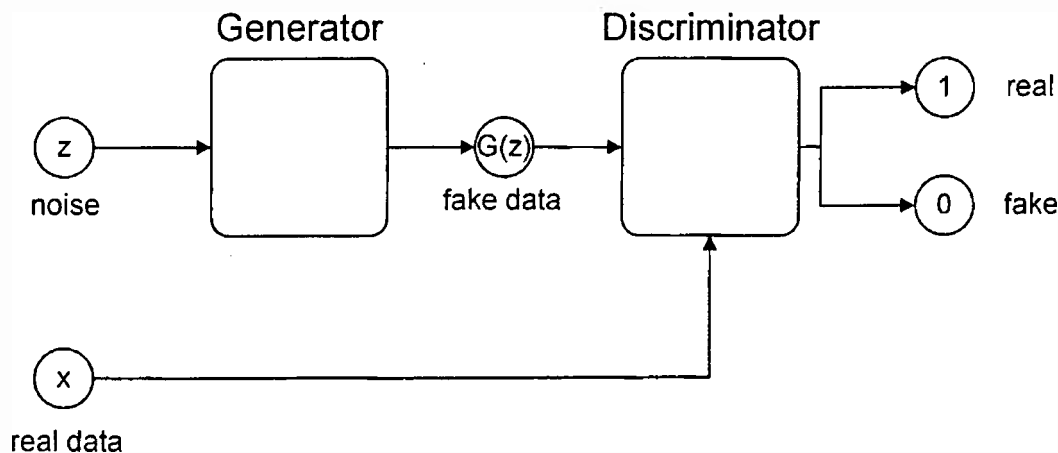 Generator
Discriminator
1
real
z
G(z)
noise
fake data
0
fake
x
real data